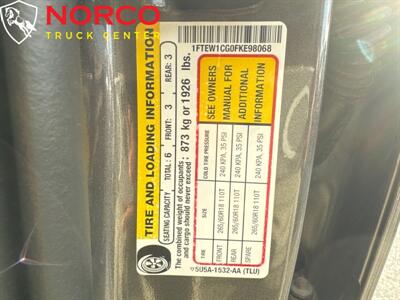 NORCO
TRUCK CENTER
1FTEW1CG0FKE98068
TIRE AND LOADING INFORMATION
SEATING CAPACITY TOTAL: 6 FRONT: 3 REAR: 3
The combined weight of occupants
and cargo should never exceed: 873 kg or 1926 lbs.
TIRE SIZE COLD TIRE PRESSURE SEE OWNERS
FRONT 265/60R18 110T 240 KPA, 35 PSI MANUAL FOR
REAR 265/60R18 110T 240 KPA, 35 PSI ADDITIONAL
SPARE 265/60R18 110T 240 KPA, 35 PSI INFORMATION
5U5A-1532-AA (TLU)